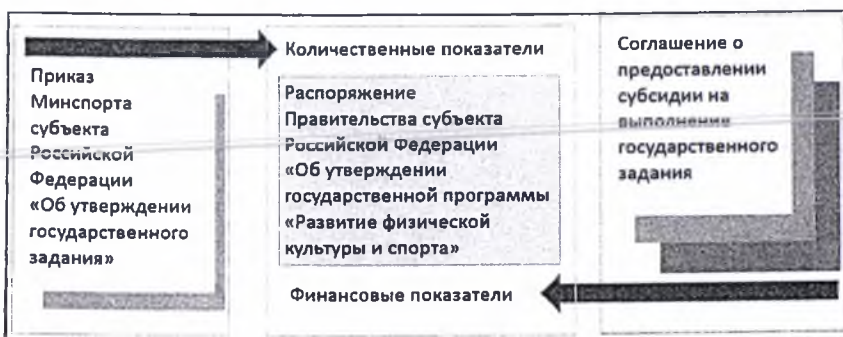 Приказ
Минспорта
субъекта
Российской
Федерации
«Об утверждении
государственного
задания»
Количественные показатели
Распоряжение
Правительства субъекта
Российской Федерации
«Об утверждении
государственной программы
«Развитие физической
культуры и спорта»
Финансовые показатели
Соглашение о
предоставлении
субсидии на
выполнение
государственного
задания